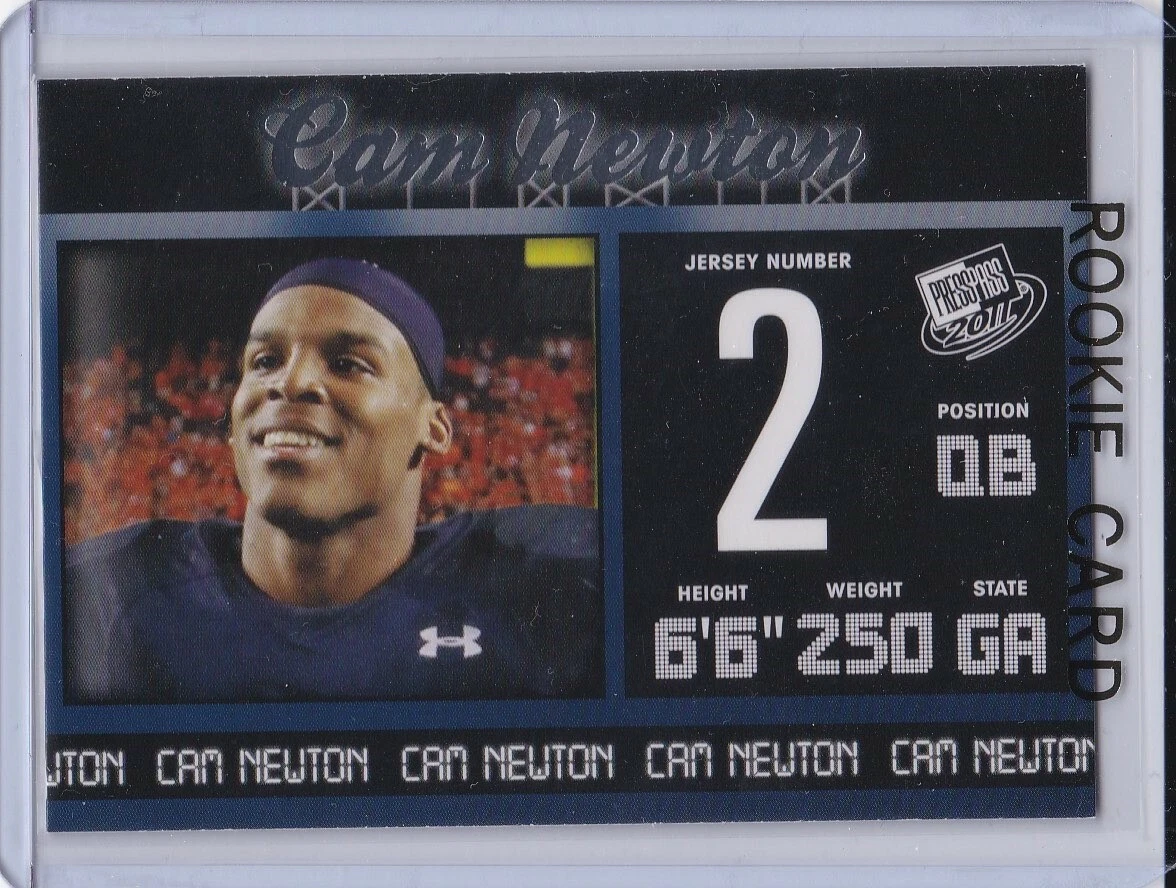 Cam Newton
JERSEY NUMBER
2
PRESS PASS
2011
POSITION
QB
HEIGHT WEIGHT STATE
6'6" 250 GA
WTON CAM NEWTON CAM NEWTON CAM NEWTON CAM NEWTON
ROOKIE CARD